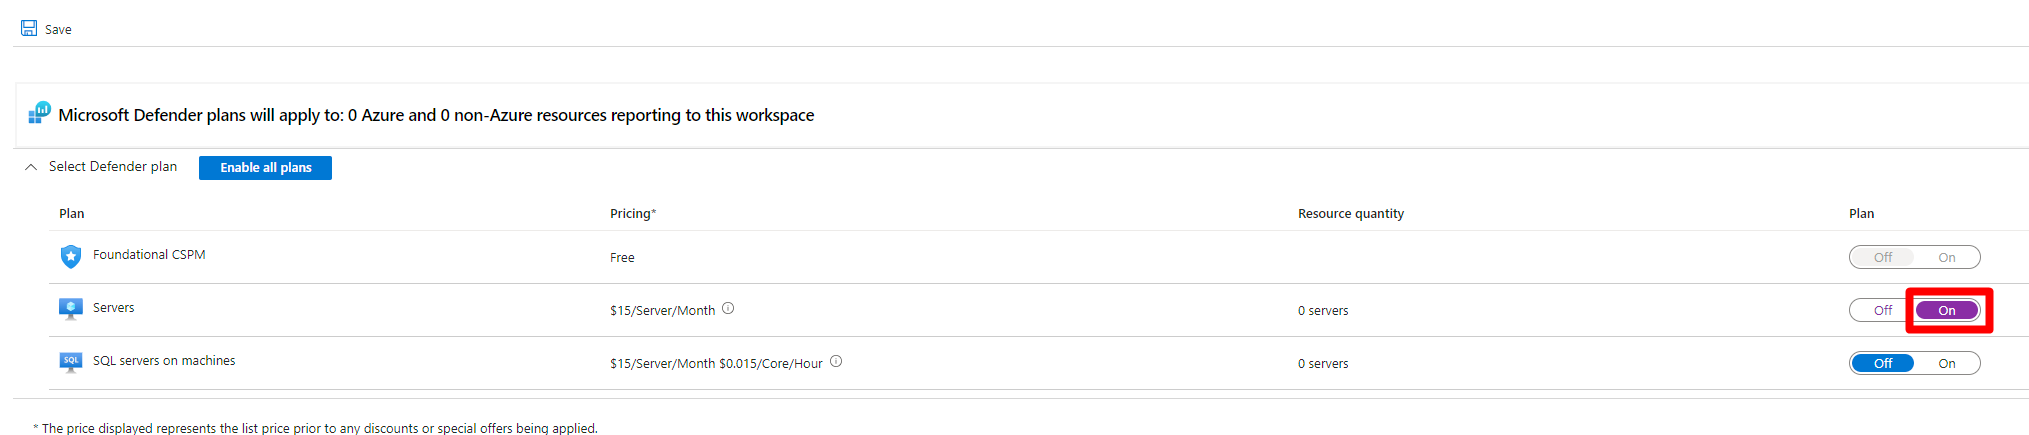 Save
Microsoft Defender plans will apply to: 0 Azure and 0 non-Azure resources reporting to this workspace
Select Defender plan Enable all plans
Plan Pricing* Resource quantity Plan
Foundational CSPM Free Off On
Servers $15/Server/Month 0 servers Off On
SQL SQL servers on machines $15/Server/Month $0.015/Core/Hour 0 servers Off On
* The price displayed represents the list price prior to any discounts or special offers being applied.